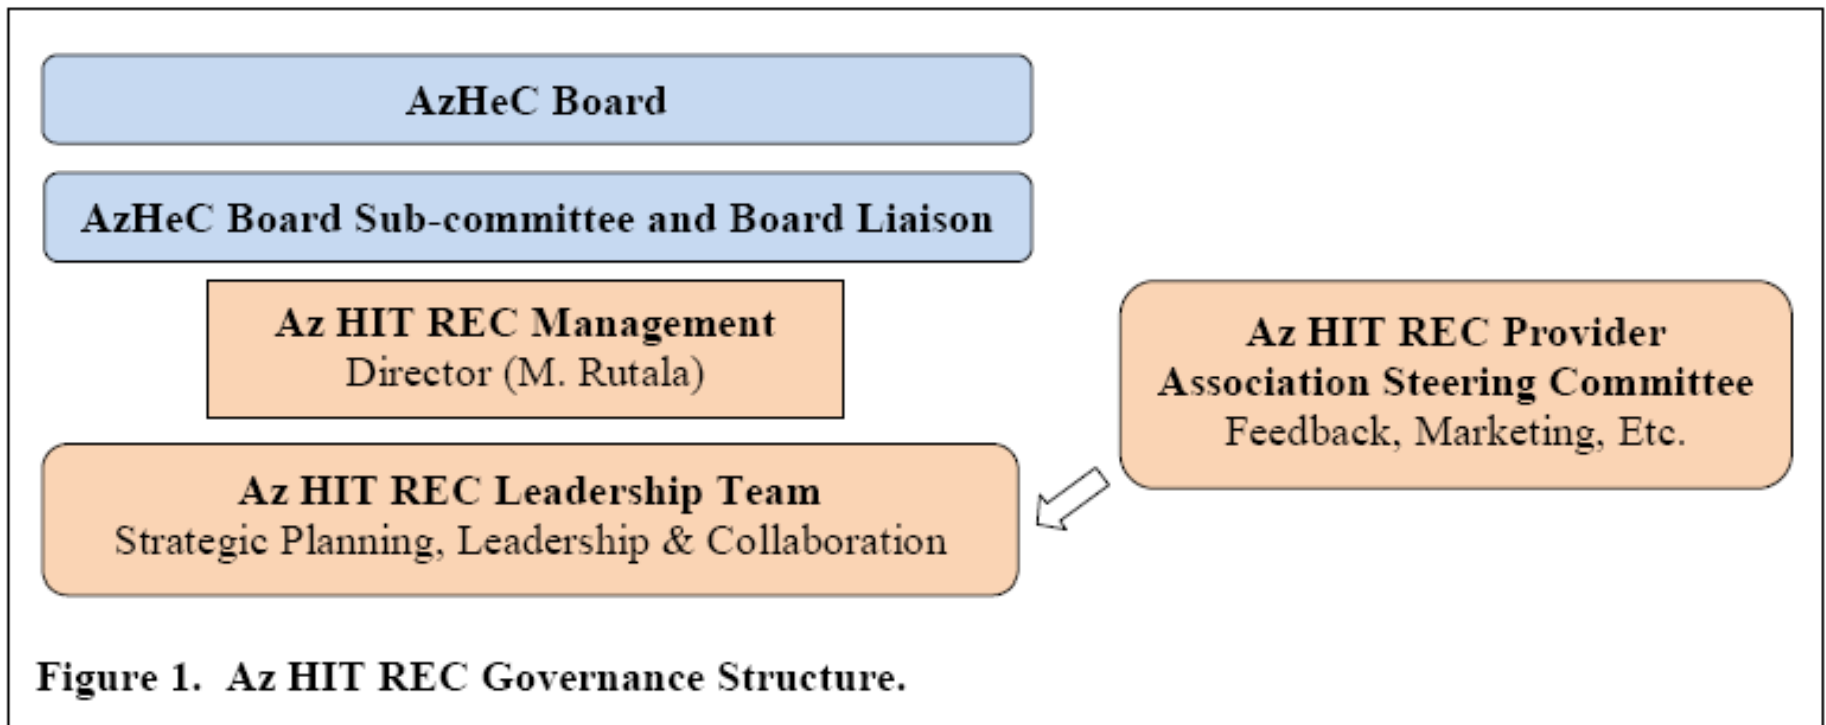 AzHeC Board
AzHeC Board Sub-committee and Board Liaison
Az HIT REC Management
Director (M. Rutala)
Az HIT REC Leadership Team
Strategic Planning, Leadership & Collaboration
Az HIT REC Provider
Association Steering Committee
Feedback, Marketing, Etc.
Figure 1. Az HIT REC Governance Structure.